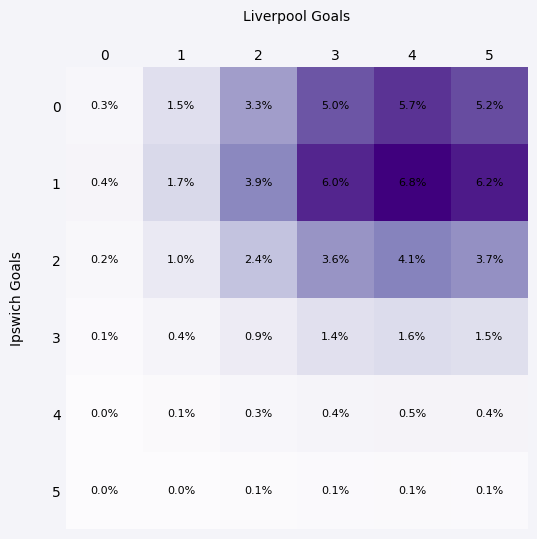 Liverpool Goals
0 1 2 3 4 5
0 0.3% 1.5% 3.3% 5.0% 5.7% 5.2%
1 0.4% 1.7% 3.9% 6.0% 6.8% 6.2%
2 0.2% 1.0% 2.4% 3.6% 4.1% 3.7%
3 0.1% 0.4% 0.9% 1.4% 1.6% 1.5%
4 0.0% 0.1% 0.3% 0.4% 0.5% 0.4%
5 0.0% 0.0% 0.1% 0.1% 0.1% 0.1%
Ipswich Goals